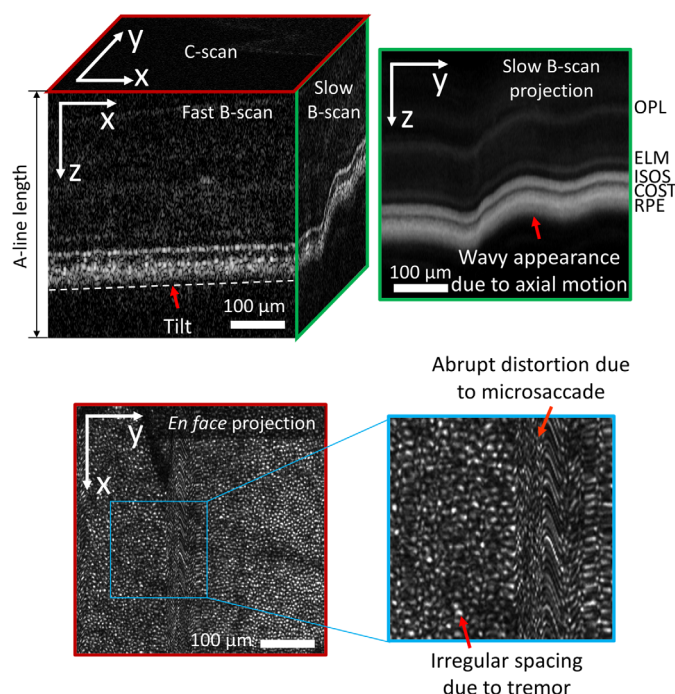 y
x
C-scan
Slow
B-scan
x
Fast B-scan
z
A-line length
100 µm
Tilt
y
Slow B-scan
projection
z
OPL
ELM
ISOS
COST
RPE
Wavy appearance
due to axial motion
100 µm
Abrupt distortion due
to microsaccade
y
En face projection
x
100 µm
Irregular spacing
due to tremor